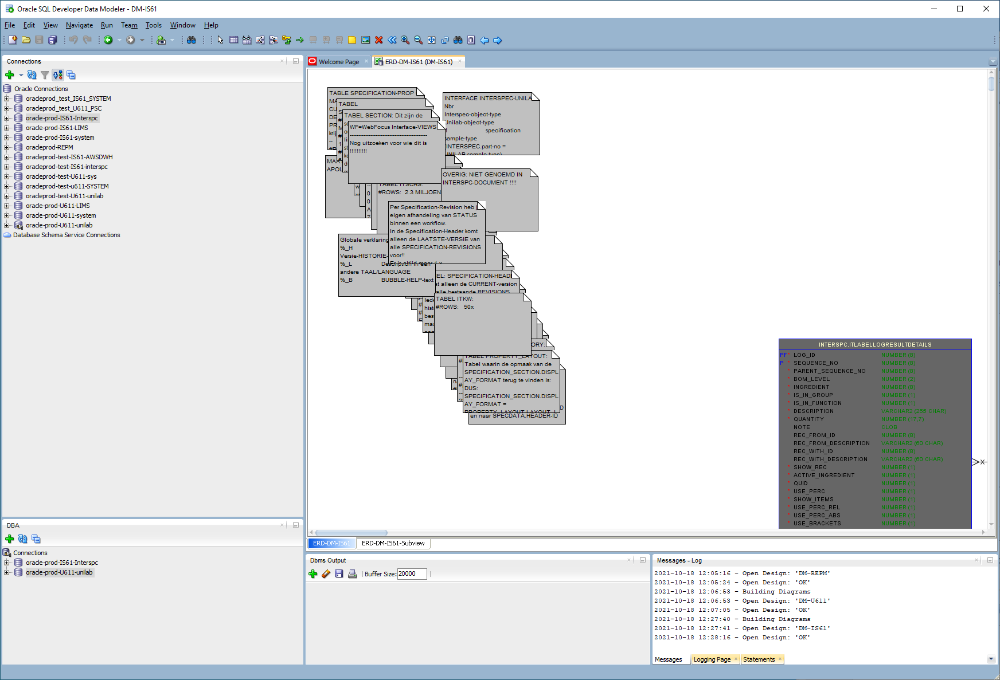 Oracle SQL Developer Data Modeler - DM-IS61
File Edit View Navigate Run Team Tools Window Help
Connections
Oracle Connections
oracleprod_test_IS61_SYSTEM
oracleprod_test_U611_PSC
oracle-prod-IS61-Interspc
oracle-prod-IS61-LIMS
oracle-prod-IS61-system
oracleprod-REPM
oracleprod-test-IS61-AWSDWH
oracleprod-test-IS61-interspc
oracleprod-test-U611-sys
oracleprod-test-u611-SYSTEM
oracleprod-test-U611-unilab
oracle-prod-U611-LIMS
oracle-prod-U611-system
oracle-prod-U611-unilab
Database Schema Service Connections
DBA
Connections
oracle-prod-IS61-Interspc
oracle-prod-U611-unilab
Welcome Page
ERD-DM-IS61 (DM-IS61)
TABLE SPECIFICATION-PROP
TABEL
TABEL SECTION: Dit zijn de
WF=WebFocus Interface-VIEWS
Nog uitzoeken voor wie dit is
!!!!!!!!!!
INTERFACE INTERSPEC-UNILA
Nbr
Interspec-object-type
Unilab-object-type
1 specification
sample-type
(INTERSPEC.part-no =
UNILAB.sample-type)
OVERIG: NIET GENOEMD IN
INTERSPC-DOCUMENT !!!!
TABEL ITSCHS:
#ROWS: 2.3 MILJOEN
Per Specification-Revision heb j
eigen afhandeling van STATUS
binnen een workflow.
In de Specification-Header komt
alleen de LAATSTE-VERSIE van
alle SPECIFICATION-REVISIONS
voor!!
Er is altijd meer 1 x
Globale verklaring
%_H
Versie-HISTORIE-
%_L Description in een
andere TAAL/LANGUAGE
%_B BUBBLE-HELP-text
BEL: SPECIFICATION-HEADI
at alleen de CURRENT-version
alle bestaande REVISIONS
TABEL ITKW:
#ROWS: 50x
ORY:
TABEL PROPERTY_LAYOUT:
Tabel waarin de opmaak van de
SPECIFICATION_SECTION.DISPL
AY_FORMAT terug te vinden is:
DUS:
SPECIFICATION_SECTION.DISPL
AY_FORMAT =
PROPERTY_LAYOUT.LAYOUT_I
en naar SPECDATA.HEADER-ID
INTERSPC.ITLABELLOGRESULTDETAILS
PF* LOG_ID NUMBER (8)
P * SEQUENCE_NO NUMBER (8)
* PARENT_SEQUENCE_NO NUMBER (8)
* BOM_LEVEL NUMBER (2)
* INGREDIENT NUMBER (8)
* IS_IN_GROUP NUMBER (1)
* IS_IN_FUNCTION NUMBER (1)
* DESCRIPTION VARCHAR2 (255 CHAR)
* QUANTITY NUMBER (17,7)
NOTE CLOB
REC_FROM_ID NUMBER (8)
REC_FROM_DESCRIPTION VARCHAR2 (60 CHAR)
REC_WITH_ID NUMBER (8)
REC_WITH_DESCRIPTION VARCHAR2 (60 CHAR)
* SHOW_REC NUMBER (1)
* ACTIVE_INGREDIENT NUMBER (1)
* QUID NUMBER (1)
* USE_PERC NUMBER (1)
* SHOW_ITEMS NUMBER (1)
* USE_PERC_REL NUMBER (1)
* USE_PERC_ABS NUMBER (1)
* USE_BRACKETS NUMBER (1)
ERD-DM-IS61 ERD-DM-IS61-Subview
Dbms Output
Buffer Size: 20000
Messages - Log
2021-10-18 12:05:16 - Open Design: 'DM-REPM'
2021-10-18 12:05:24 - Open Design: 'OK'
2021-10-18 12:06:53 - Building Diagrams
2021-10-18 12:06:53 - Open Design: 'DM-U611'
2021-10-18 12:07:05 - Open Design: 'OK'
2021-10-18 12:27:40 - Building Diagrams
2021-10-18 12:27:41 - Open Design: 'DM-IS61'
2021-10-18 12:28:16 - Open Design: 'OK'
Messages Logging Page Statements